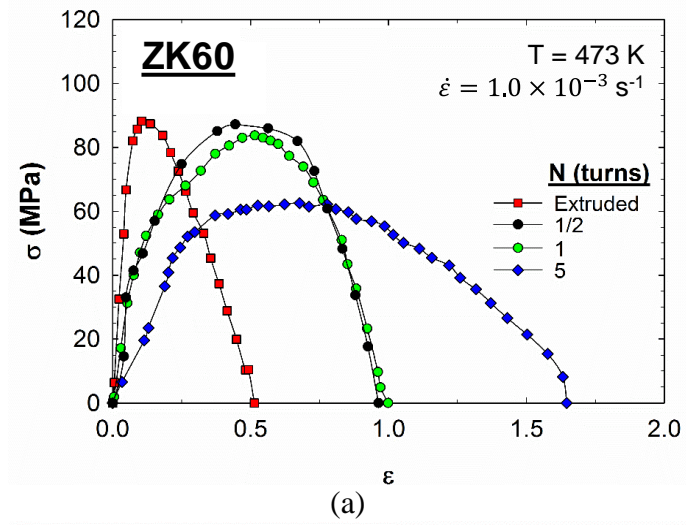 ZK60
T = 473 K
ε̇ = 1.0 × 10⁻³ s⁻¹
120
100
80
60
40
20
0
σ (MPa)
N (turns)
Extruded
1/2
1
5
0.0 0.5 1.0 1.5 2.0
ε
(a)